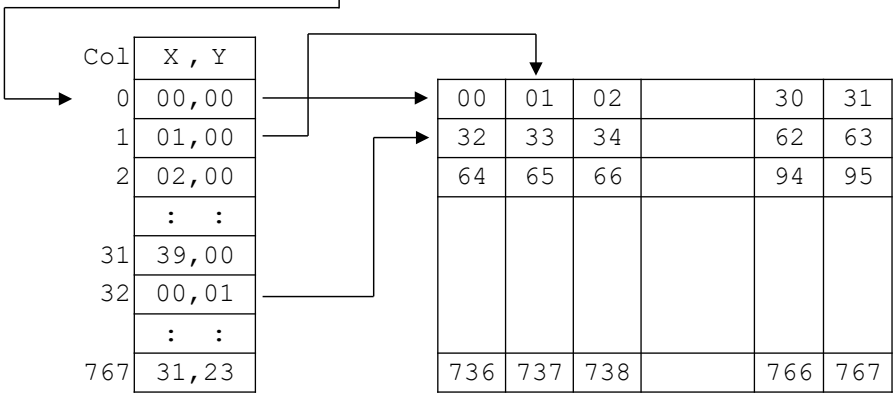 Col X , Y
0 00,00 00 01 02 30 31
1 01,00 32 33 34 62 63
2 02,00 64 65 66 94 95
: :
31 39,00
32 00,01
: :
767 31,23 736 737 738 766 767